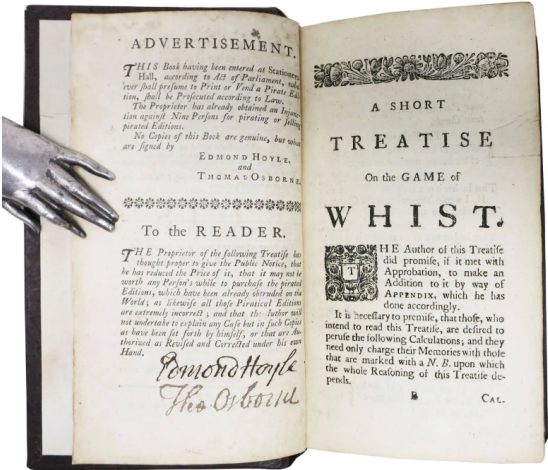 ADVERTISEMENT.
THIS Book having been entered at Stationers-
Hall, according to Act of Parliament, who-
ever shall presume to Print or Vend a Pirate Edi-
tion, shall be Prosecuted according to Law.
The Proprietor has already obtained an Injunc-
tion against Nine Persons for pirating or selling
pirated Editions.
No Copies of this Book are genuine, but what
are signed by
EDMOND HOYLE.
and
THOMAS OSBORNE.
To the READER.
THE Proprietor of the following Treatise has
thought proper to give the Public Notice, that
he has reduced the Price of it, that it may not be
worth any Person's while to purchase the pirated
Editions, which have been already obtruded on the
World; as likewise all those Piratical Editions
are extremely incorrect; and that the Author will
not undertake to explain any Case but in such Copies
as have been set forth by himself, or that are Au-
thorized as Revised and Corrected under his own
Hand.
Edmond Hoyle
Tho Osborne
A SHORT
TREATISE
On the GAME of
WHIST.
THE Author of this Treatise
did promise, if it met with
Approbation, to make an
Addition to it by way of
APPENDIX, which he has
done accordingly.
It is necessary to premise, that those, who
intend to read this Treatise, are desired to
peruse the following Calculations; and they
need only charge their Memories with those
that are marked with a N. B. upon which
the whole Reasoning of this Treatise de-
pends.
B CAL-